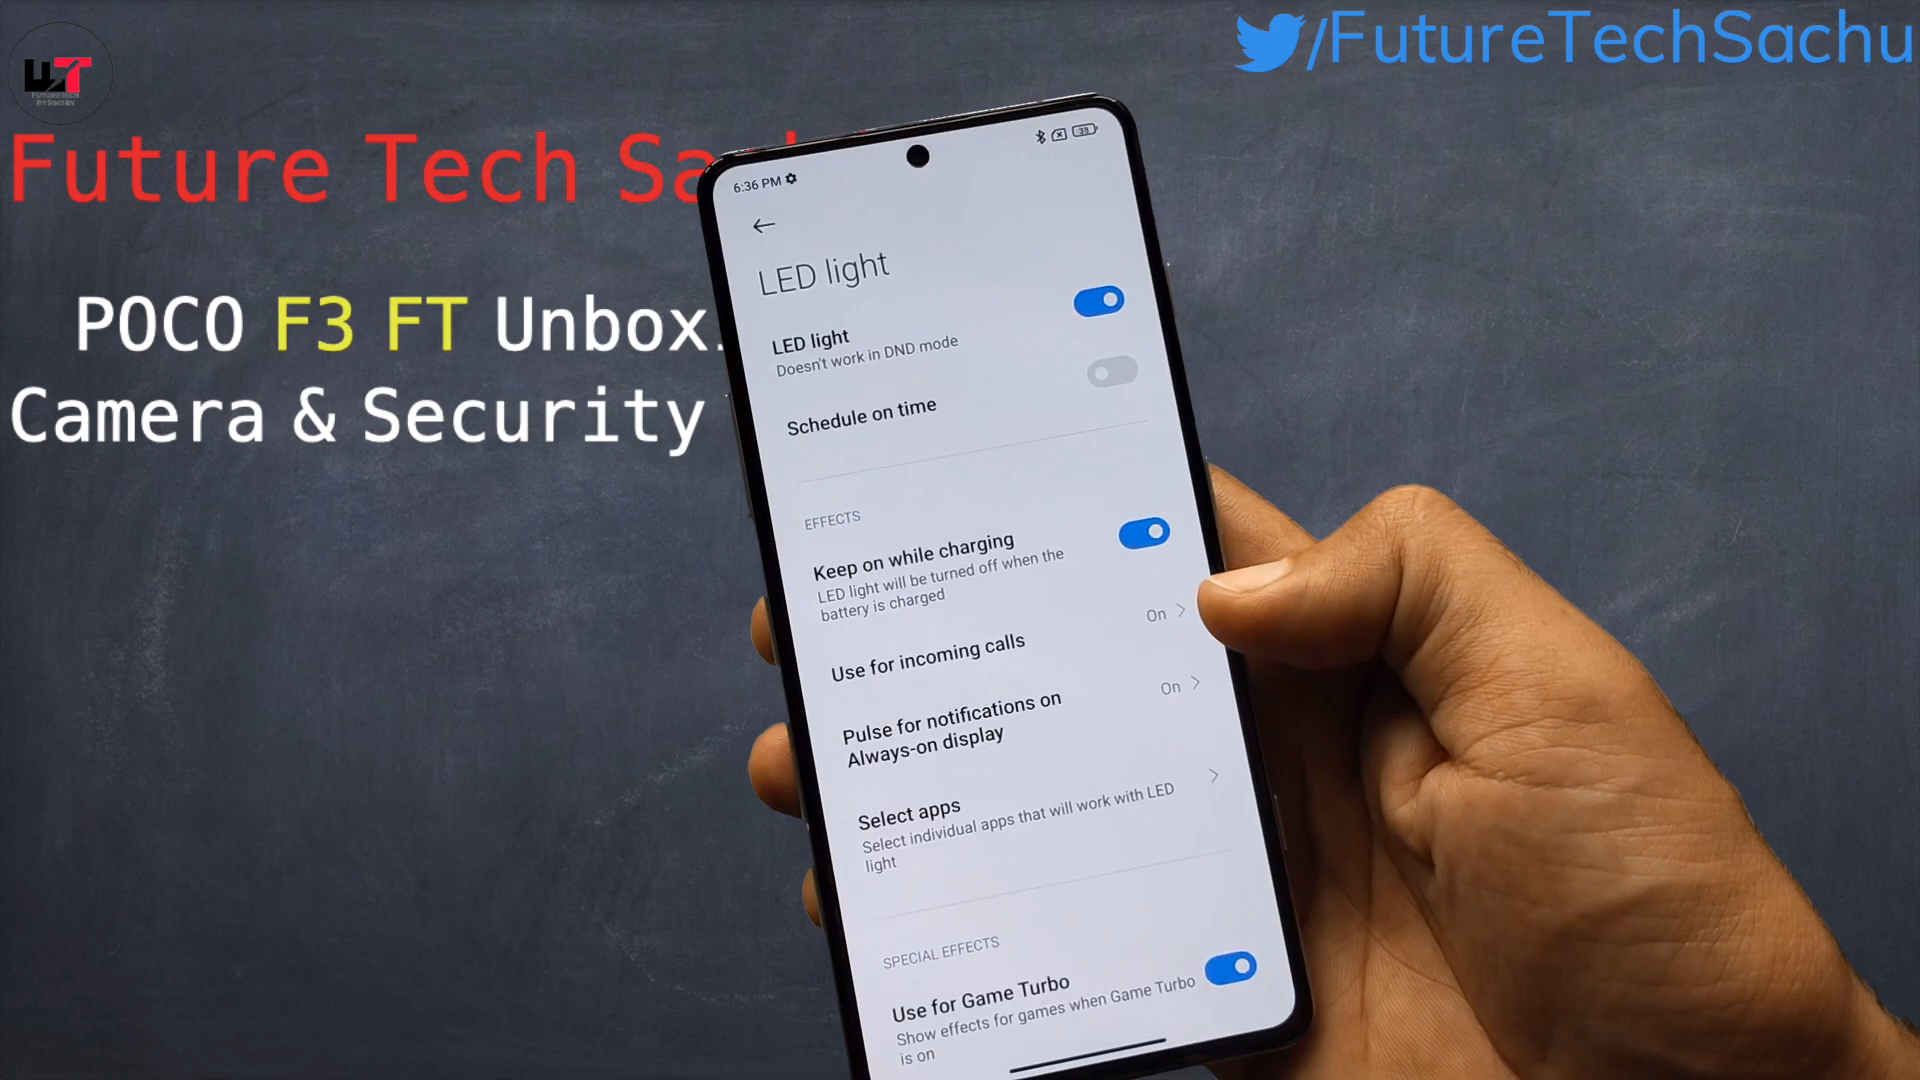 /FutureTechSachu
FUTURETECH
BY SACHIN
Future Tech Sa
POCO F3 FT Unbox
Camera & Security
6:36 PM
38
LED light
LED light
Doesn't work in DND mode
Schedule on time
EFFECTS
Keep on while charging
LED light will be turned off when the
battery is charged
Use for incoming calls
On
Pulse for notifications on
Always-on display
On
Select apps
Select individual apps that will work with LED
light
SPECIAL EFFECTS
Use for Game Turbo
Show effects for games when Game Turbo
is on